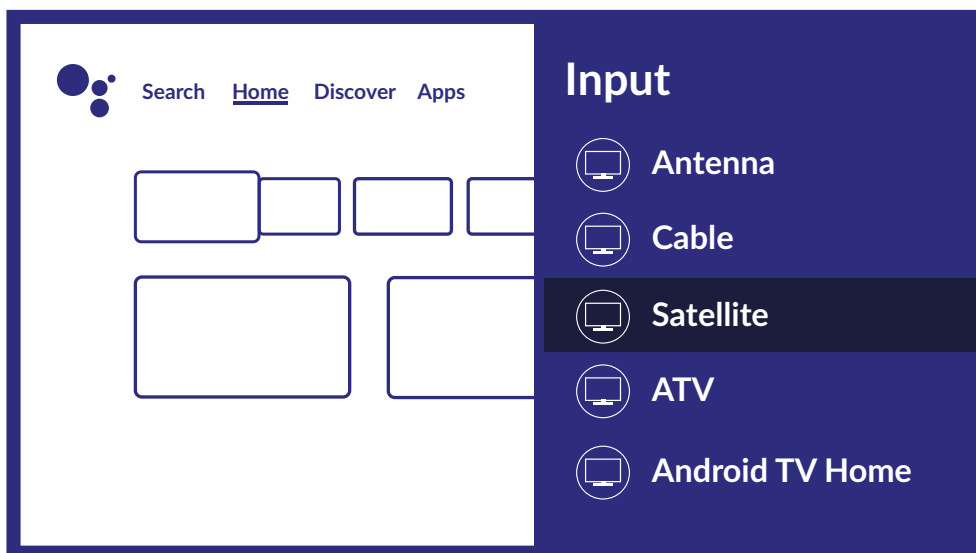 Search Home Discover Apps
Input
Antenna
Cable
Satellite
ATV
Android TV Home